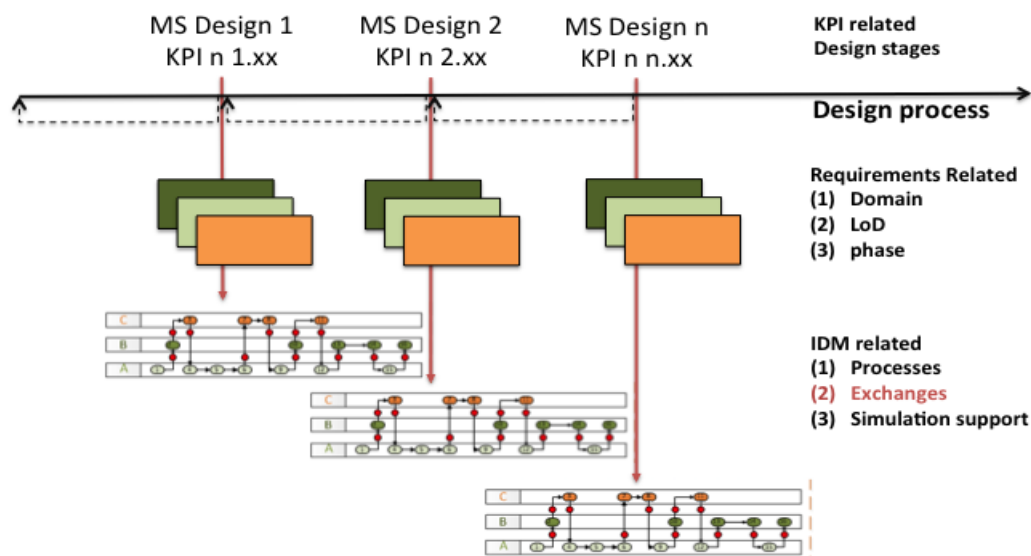 MS Design 1
KPI n 1.xx
MS Design 2
KPI n 2.xx
MS Design n
KPI n n.xx
KPI related
Design stages
Design process
Requirements Related
(1) Domain
(2) LoD
(3) phase
IDM related
(1) Processes
(2) Exchanges
(3) Simulation support
C
B
A
C
B
A
C
B
A